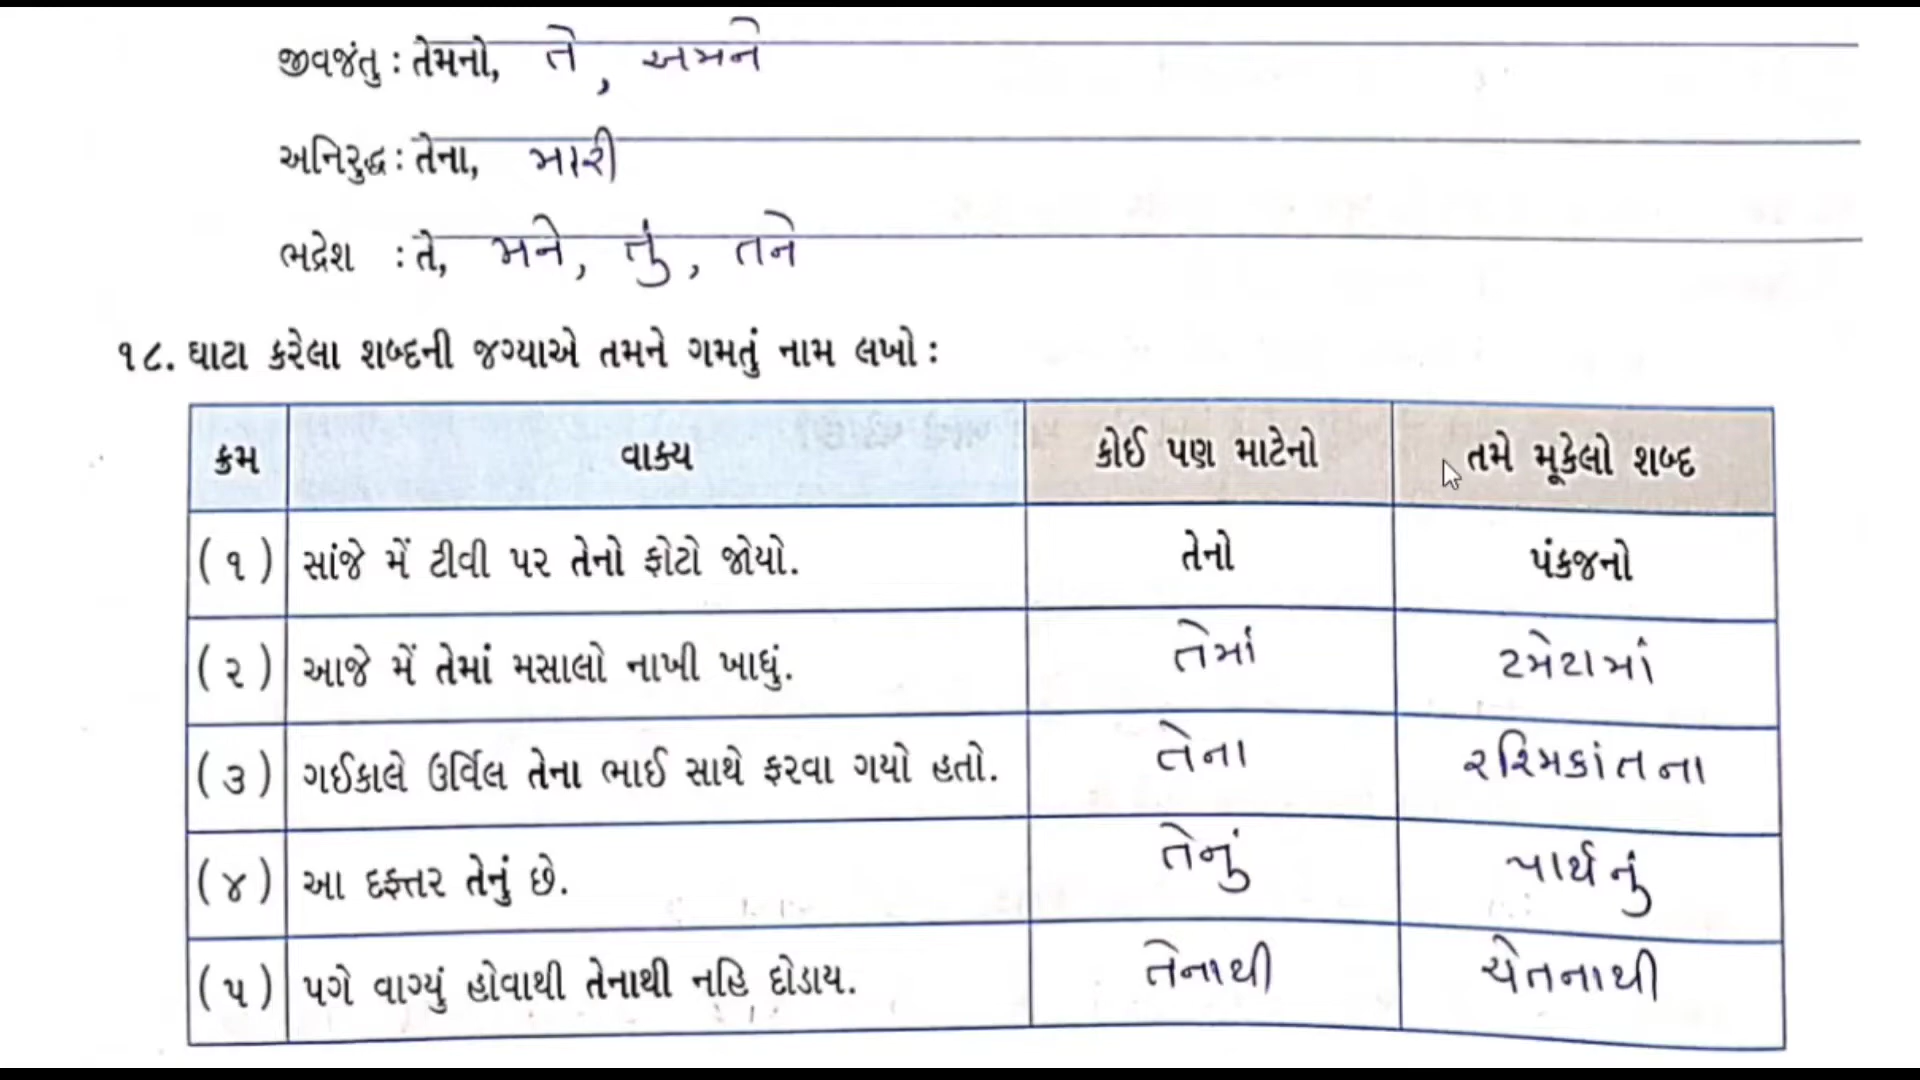 જીવજંતુ : તેમનો, તે, અમને
અનિરુદ્ધ : તેના, મારી
ભદ્રેશ : તે, મને, તું, તને
૧૮. ઘાટા કરેલા શબ્દની જગ્યાએ તમને ગમતું નામ લખો :
ક્રમ વાક્ય કોઈ પણ માટેનો તમે મૂકેલો શબ્દ
(૧) સાંજે મેં ટીવી પર તેનો ફોટો જોયો. તેનો પંકજનો
(૨) આજે મેં તેમાં મસાલો નાખી ખાધું. તેમાં ટમેટામાં
(૩) ગઈકાલે ઉર્વિલ તેના ભાઈ સાથે ફરવા ગયો હતો. તેના રશ્મિકાંતના
(૪) આ દફ્તર તેનું છે. તેનું પાર્થનું
(૫) પગે વાગ્યું હોવાથી તેનાથી નહિ દોડાય. તેનાથી ચેતનાથી